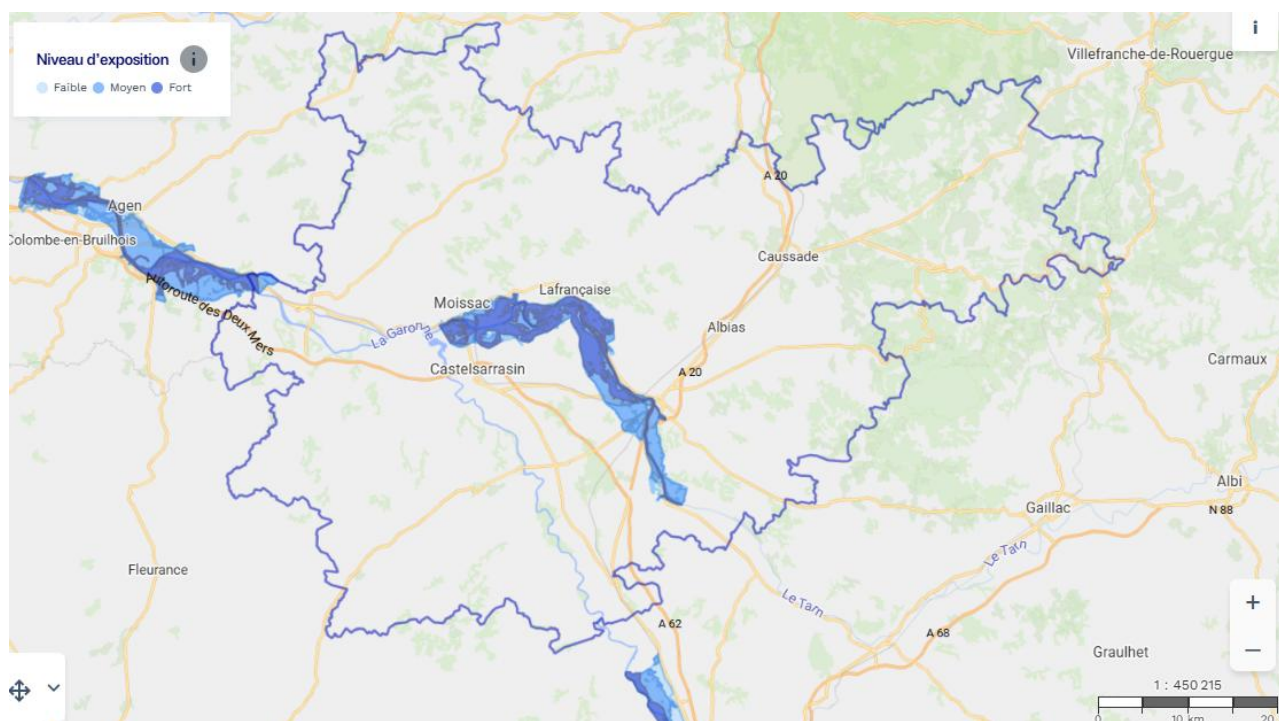 Niveau d'exposition i
Faible Moyen Fort
i
Villefranche-de-Rouergue
A 20
Agen
Colombe-en-Bruilhois
Caussade
Autoroute des Deux Mers
Moissac
Lafrançaise
La Garonne
Albias
Castelsarrasin
A 20
Carmaux
Albi
Gaillac
N 88
Le Tarn
Fleurance
Le Tarn
A 62
A 68
Graulhet
+
−
1 : 450 215
0 10 km 20